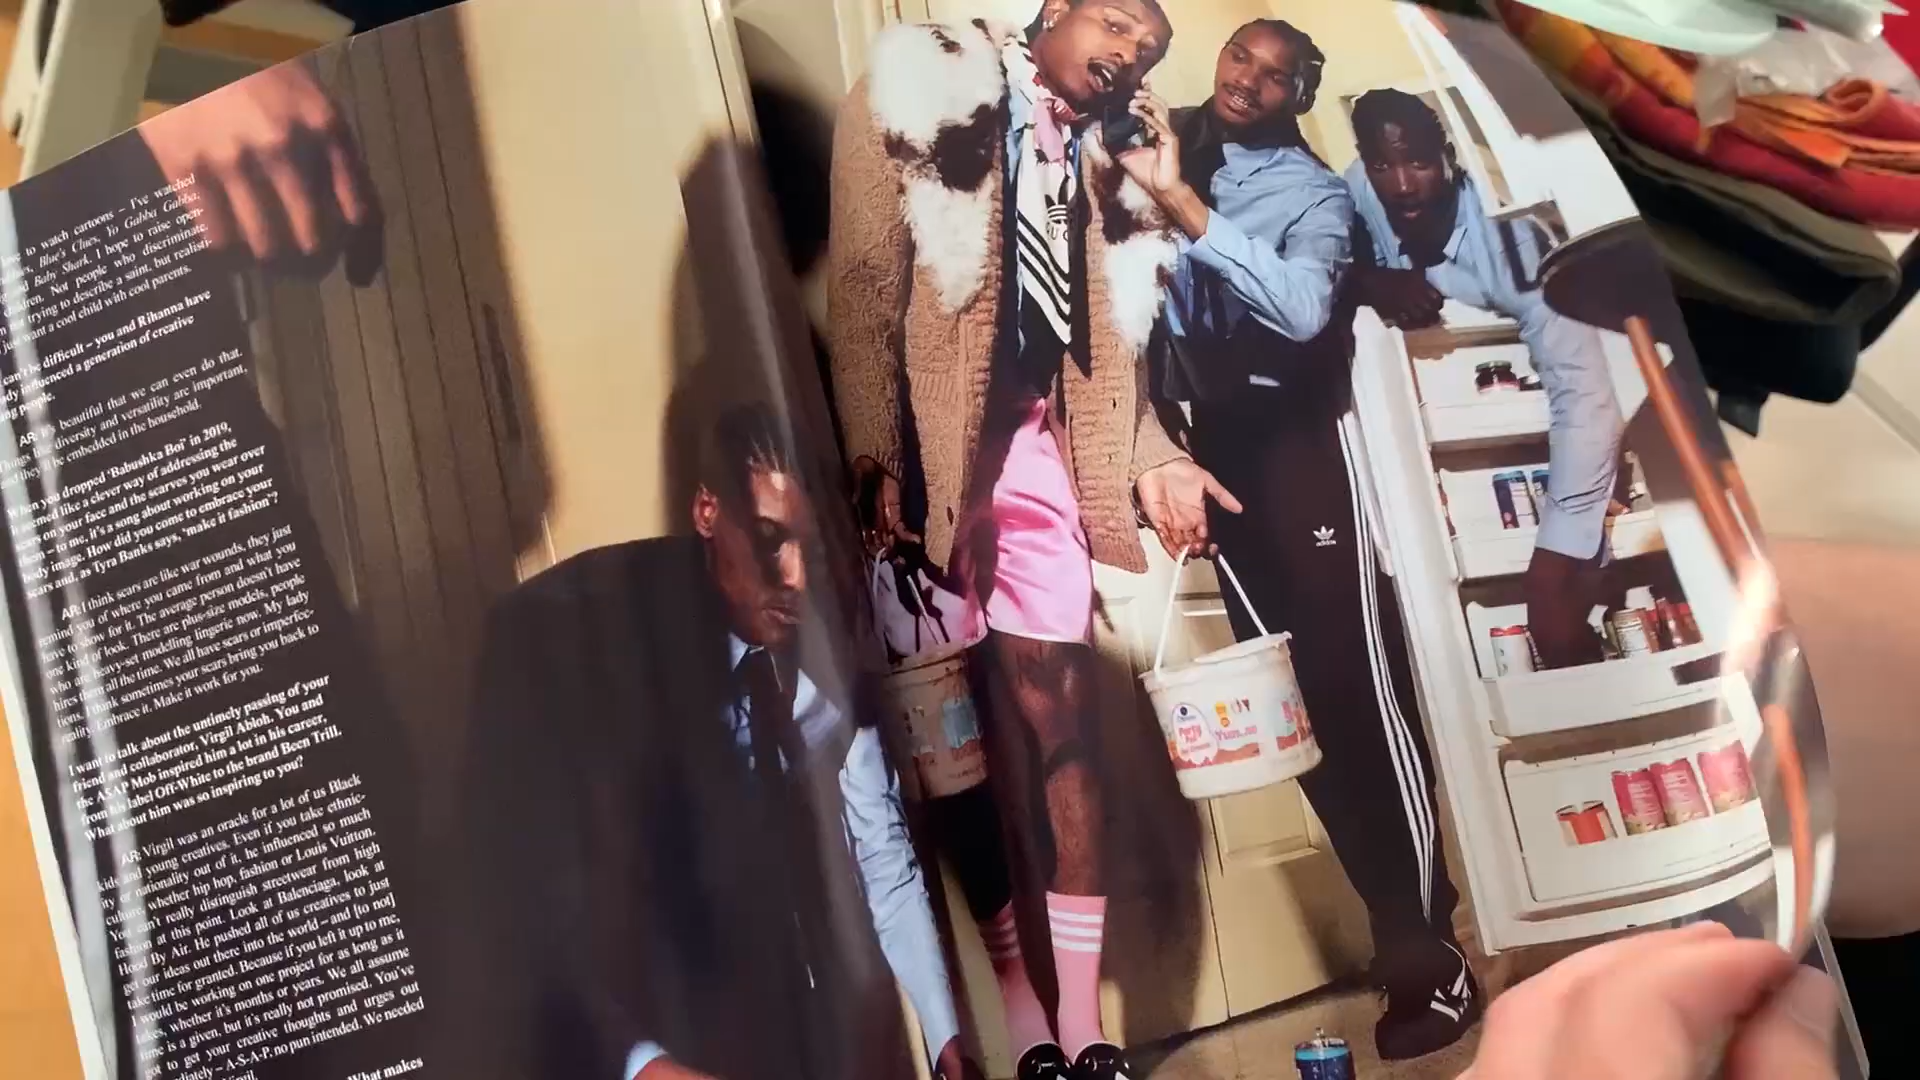 to watch cartoons – I've watched
Blue's Clues, Yo Gabba Gabba,
and Baby Shark. I hope to raise open-
children. Not people who discriminate.
trying to describe a saint, but realisti-
just want a cool child with cool parents.
can't be difficult – you and Rihanna have
influenced a generation of creative
people.
AR: It's beautiful that we can even do that.
Things like diversity and versatility are important,
and they'll be embedded in the household.
When you dropped 'Babushka Boi' in 2019,
it seemed like a clever way of addressing the
scars on your face and the scarves you wear over
them – to me, it's a song about working on your
body image. How did you come to embrace your
scars and, as Tyra Banks says, 'make it fashion'?
AR: I think scars are like war wounds, they just
remind you of where you came from and what you
have to show for it. The average person doesn't have
one kind of look. There are plus-size models, people
who are heavy-set modelling lingerie now. My lady
hires them all the time. We all have scars or imperfec-
tions. I think sometimes your scars bring you back to
reality. Embrace it. Make it work for you.
I want to talk about the untimely passing of your
friend and collaborator, Virgil Abloh. You and
the ASAP Mob inspired him a lot in his career,
from his label Off-White to the brand Been Trill.
What about him was so inspiring to you?
AR: Virgil was an oracle for a lot of us Black
kids and young creatives. Even if you take ethnic-
ity or nationality out of it, he influenced so much
culture, whether hip hop, fashion or Louis Vuitton.
You can't really distinguish streetwear from high
fashion at this point. Look at Balenciaga, look at
Hood By Air. He pushed all of us creatives to just
get our ideas out there into the world – and [to not]
take time for granted. Because if you left it up to me,
I would be working on one project for as long as it
takes, whether it's months or years. We all assume
time is a given, but it's really not promised. You've
got to get your creative thoughts and urges out
– A-S-A-P, no pun intended. We needed
Virgil.
What makes
adidas
Party
Pail